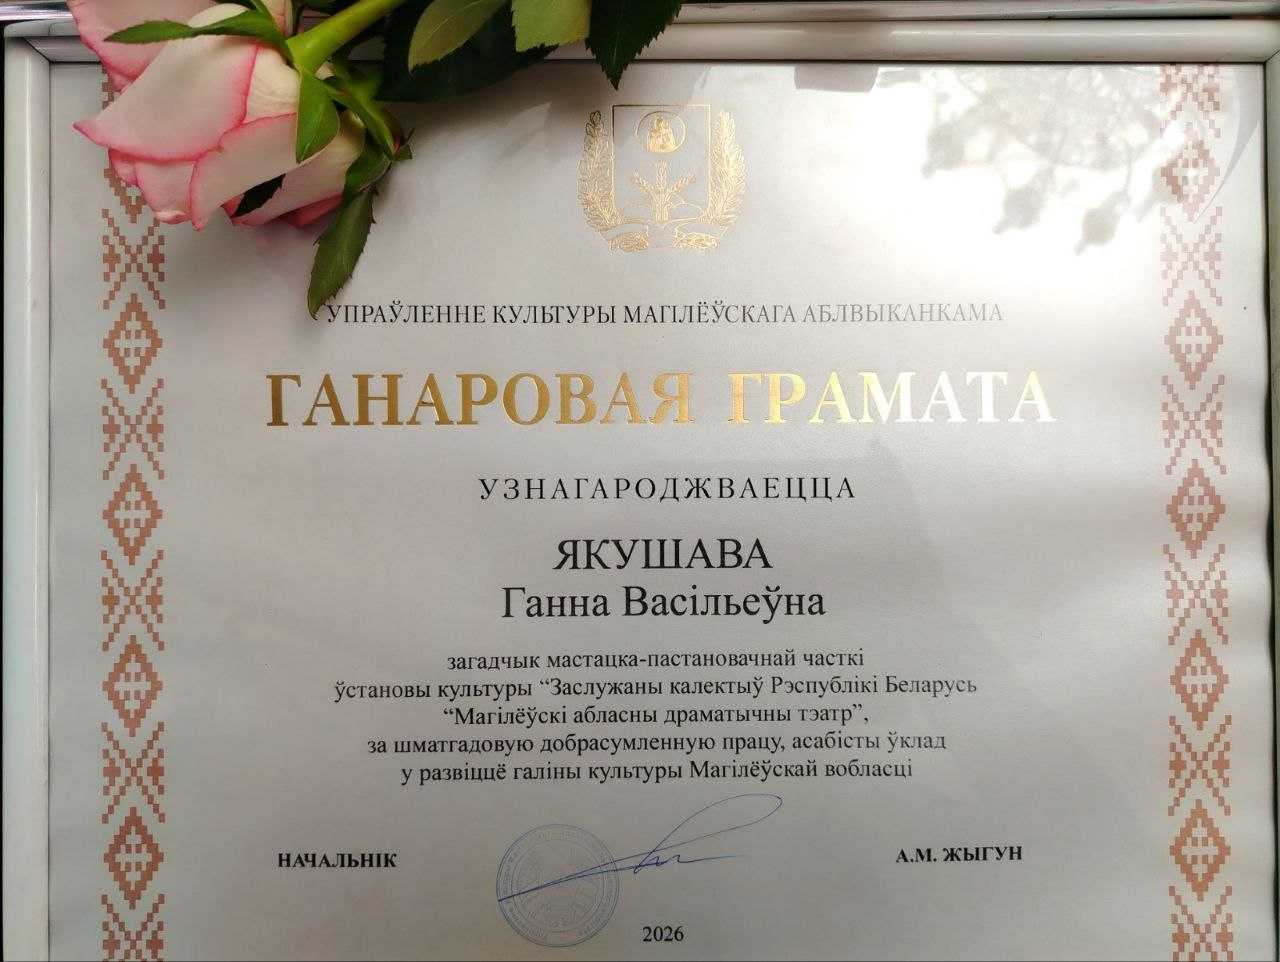 УПРАЎЛЕННЕ КУЛЬТУРЫ МАГІЛЁЎСКАГА АБЛВЫКАНКАМА
ГАНАРОВАЯ ГРАМАТА
УЗНАГАРОДЖВАЕЦЦА
ЯКУШАВА
Ганна Васільеўна
загадчык мастацка-пастановачнай часткі
ўстановы культуры “Заслужаны калектыў Рэспублікі Беларусь
“Магілёўскі абласны драматычны тэатр”,
за шматгадовую добрасумленную працу, асабісты ўклад
у развіццё галіны культуры Магілёўскай вобласці
НАЧАЛЬНІК
А.М. ЖЫГУН
2026